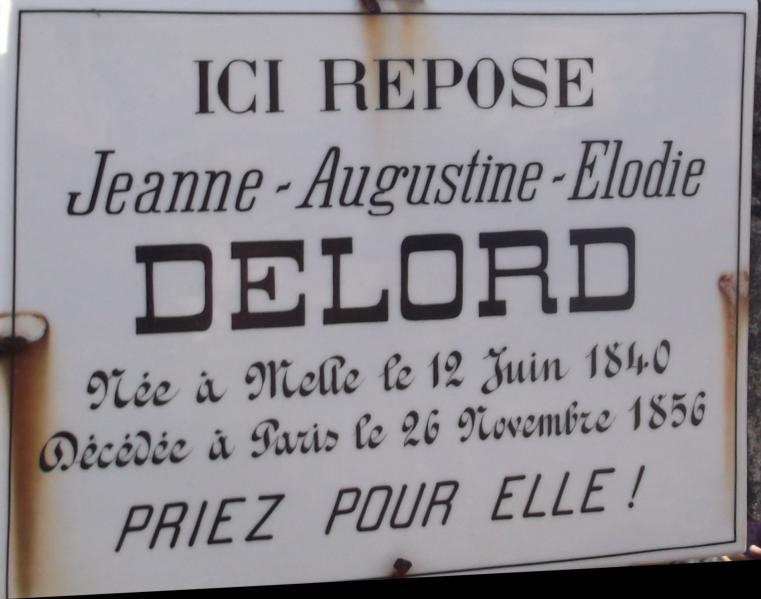 ICI REPOSE
Jeanne-Augustine-Elodie
DELORD
Née à Melle le 12 Juin 1840
Décédée à Paris le 26 Novembre 1856
PRIEZ POUR ELLE !